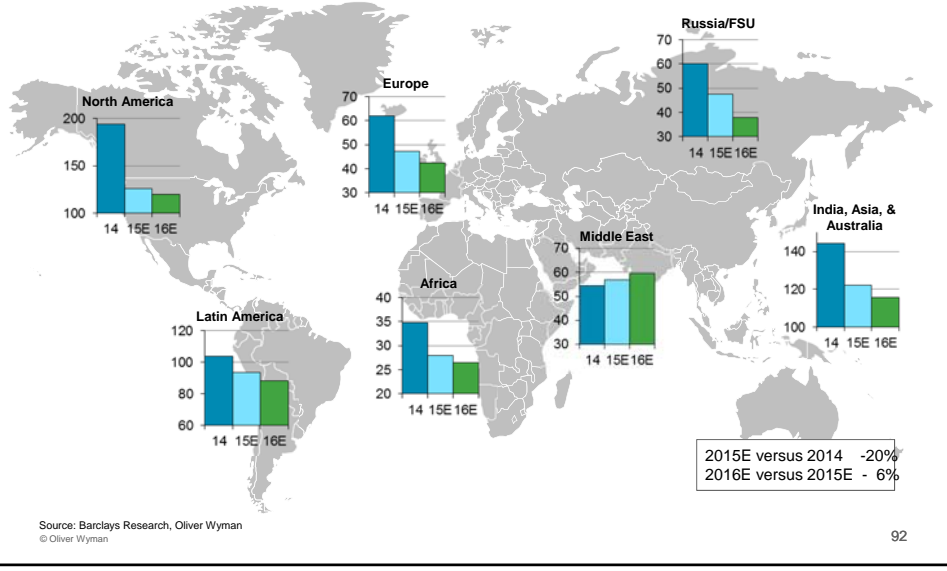 Russia/FSU
70
60
50
40
30
14 15E 16E
Europe
70
60
50
40
30
14 15E 16E
North America
200
150
100
14 15E 16E
India, Asia, &
Australia
140
120
100
14 15E 16E
Middle East
70
60
50
40
30
14 15E 16E
Africa
40
35
30
25
20
14 15E 16E
Latin America
120
100
80
60
14 15E 16E
2015E versus 2014 -20%
2016E versus 2015E - 6%
Source: Barclays Research, Oliver Wyman
© Oliver Wyman
92